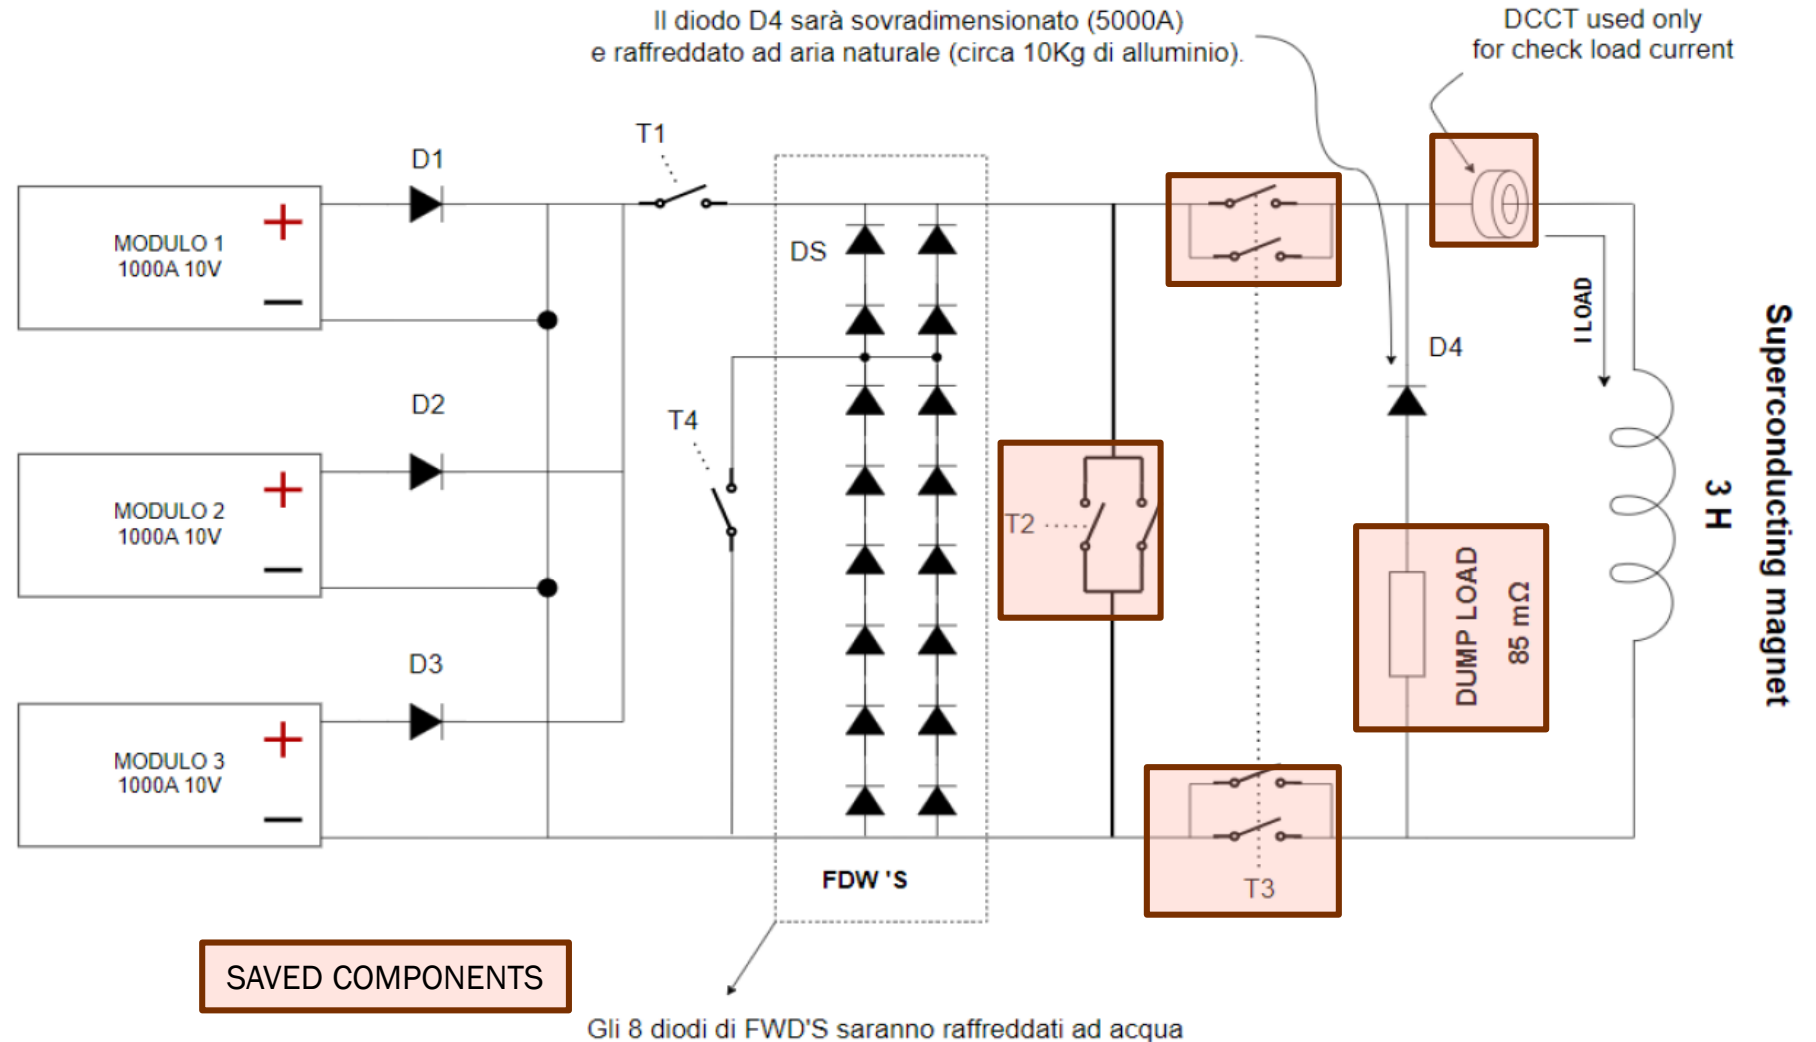 Il diodo D4 sarà sovradimensionato (5000A)
e raffreddato ad aria naturale (circa 10Kg di alluminio).
DCCT used only
for check load current
T1
D1
MODULO 1
1000A 10V
+
−
DS
I LOAD
D4
D2
T4
MODULO 2
1000A 10V
+
−
T2
DUMP LOAD
85 mΩ
3 H
Superconducting magnet
D3
MODULO 3
1000A 10V
+
−
FDW 'S
T3
SAVED COMPONENTS
Gli 8 diodi di FWD'S saranno raffreddati ad acqua